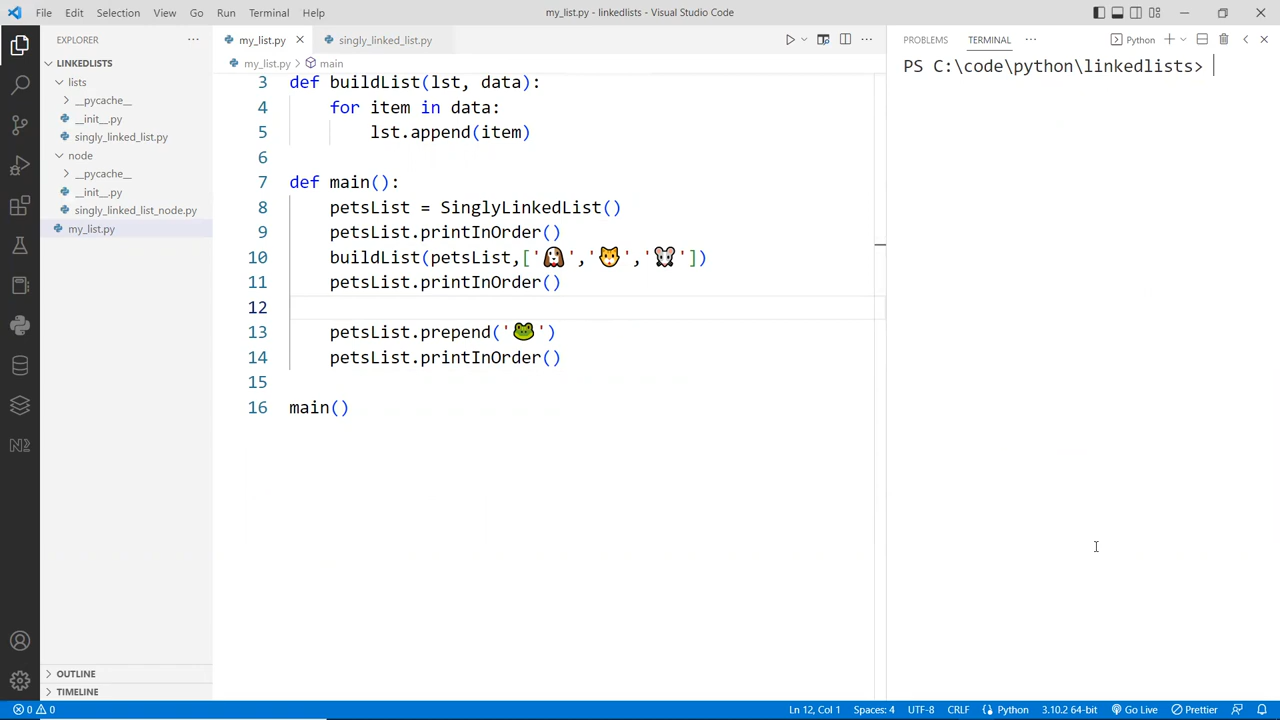 File Edit Selection View Go Run Terminal Help
my_list.py - linkedlists - Visual Studio Code
EXPLORER
LINKEDLISTS
lists
__pycache__
__init__.py
singly_linked_list.py
node
__pycache__
__init__.py
singly_linked_list_node.py
my_list.py
OUTLINE
TIMELINE
my_list.py singly_linked_list.py
my_list.py > main
3 def buildList(lst, data):
4 for item in data:
5 lst.append(item)
6
7 def main():
8 petsList = SinglyLinkedList()
9 petsList.printInOrder()
10 buildList(petsList,['🐶','🐱','🐭'])
11 petsList.printInOrder()
12
13 petsList.prepend('🐸')
14 petsList.printInOrder()
15
16 main()
PROBLEMS TERMINAL Python
PS C:\code\python\linkedlists>
0 0 Ln 12, Col 1 Spaces: 4 UTF-8 CRLF Python 3.10.2 64-bit Go Live Prettier